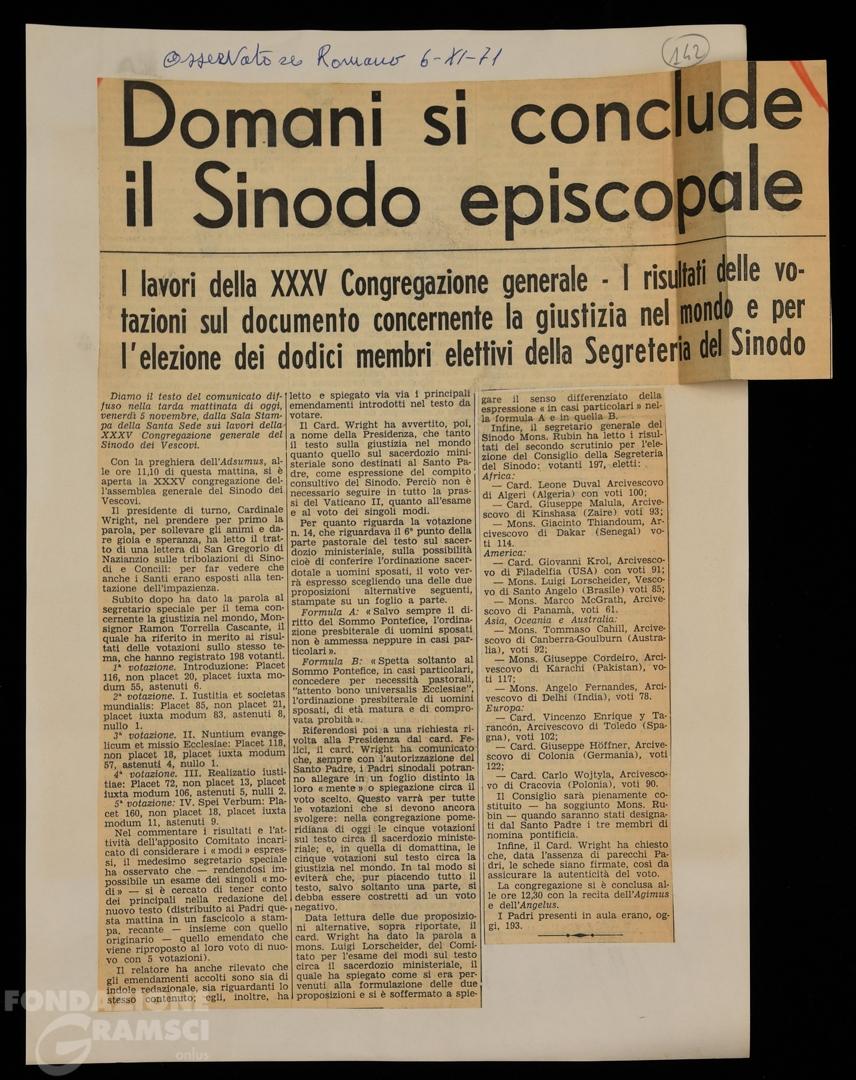 Osservatore Romano 6-XI-71
142
Domani si conclude
il Sinodo episcopale
I lavori della XXXV Congregazione generale - I risultati delle vo-
tazioni sul documento concernente la giustizia nel mondo e per
l'elezione dei dodici membri elettivi della Segreteria del Sinodo
Diamo il testo del comunicato dif-
fuso nella tarda mattinata di oggi,
venerdì 5 novembre, dalla Sala Stam-
pa della Santa Sede sui lavori della
XXXV Congregazione generale del
Sinodo dei Vescovi.
Con la preghiera dell'Adsumus, al-
le ore 11,10 di questa mattina, si è
aperta la XXXV congregazione del-
l'assemblea generale del Sinodo dei
Vescovi.
Il presidente di turno, Cardinale
Wright, nel prendere per primo la
parola, per sollevare gli animi e da-
re gioia e speranza, ha letto il trat-
to di una lettera di San Gregorio di
Nazianzio sulle tribolazioni di Sino-
di e Concili: per far vedere che
anche i Santi erano esposti alla ten-
tazione dell'impazienza.
Subito dopo ha dato la parola al
segretario speciale per il tema con-
cernente la giustizia nel mondo, Mon-
signor Ramon Torrella Cascante, il
quale ha riferito in merito ai risul-
tati delle votazioni sullo stesso te-
ma, che hanno registrato 198 votanti.
1ª votazione. Introduzione: Placet
116, non placet 20, placet iuxta mo-
dum 55, astenuti 6.
2ª votazione. I. Iustitia et societas
mundialis: Placet 85, non placet 21,
placet iuxta modum 83, astenuti 8,
nullo 1.
3ª votazione. II. Nuntium evange-
licum et missio Ecclesiae: Placet 118,
non placet 18, placet iuxta modum
57, astenuti 4, nullo 1.
4ª votazione. III. Realizatio iusti-
tiae: Placet 72, non placet 13, placet
iuxta modum 106, astenuti 5, nulli 2.
5ª votazione: IV. Spei Verbum: Pla-
cet 160, non placet 18, placet iuxta
modum 11, astenuti 9.
Nel commentare i risultati e l'at-
tività dell'apposito Comitato incari-
cato di considerare i « modi » espres-
si, il medesimo segretario speciale
ha osservato che — rendendosi im-
possibile un esame dei singoli « mo-
di » — si è cercato di tener conto
dei principali nella redazione del
nuovo testo (distribuito ai Padri que-
sta mattina in un fascicolo a stam-
pa, recante — insieme con quello
originario — quello emendato che
viene riproposto al loro voto di nuo-
vo con 5 votazioni).
Il relatore ha anche rilevato che
gli emendamenti accolti sono sia di
indole redazionale, sia riguardanti lo
stesso contenuto; egli, inoltre, ha
letto e spiegato via via i principali
emendamenti introdotti nel testo da
votare.
Il Card. Wright ha avvertito, poi,
a nome della Presidenza, che tanto
il testo sulla giustizia nel mondo
quanto quello sul sacerdozio mini-
steriale sono destinati al Santo Pa-
dre, come espressione del compito
consultivo del Sinodo. Perciò non è
necessario seguire in tutto la pras-
si del Vaticano II, quanto all'esame
e al voto dei singoli modi.
Per quanto riguarda la votazione
n. 14, che riguardava il 6º punto della
parte pastorale del testo sul sacer-
dozio ministeriale, sulla possibilità
cioè di conferire l'ordinazione sacer-
dotale a uomini sposati, il voto ver-
rà espresso scegliendo una delle due
proposizioni alternative seguenti,
stampate su un foglio a parte.
Formula A: « Salvo sempre il di-
ritto del Sommo Pontefice, l'ordina-
zione presbiterale di uomini sposati
non è ammessa neppure in casi par-
ticolari ».
Formula B: « Spetta soltanto al
Sommo Pontefice, in casi particolari,
concedere per necessità pastorali,
"attento bono universalis Ecclesiae",
l'ordinazione presbiterale di uomini
sposati, di età matura e di comprova-
vata probità ».
Riferendosi poi a una richiesta ri-
volta alla Presidenza dal card. Fe-
lici, il card. Wright ha comunicato
che, sempre con l'autorizzazione del
Santo Padre, i Padri sinodali potran-
no allegare in un foglio distinto la
loro « mente » o spiegazione circa il
voto scelto. Questo varrà per tutte
le votazioni che si devono ancora
svolgere: nella congregazione pome-
ridiana di oggi le cinque votazioni
sul testo circa il sacerdozio ministe-
riale; e, in quella di domattina, le
cinque votazioni sul testo circa la
giustizia nel mondo. In tal modo si
eviterà che, pur piacendo tutto il
testo, salvo soltanto una parte, si
debba essere costretti ad un voto
negativo.
Data lettura delle due proposizio-
ni alternative, sopra riportate, il
card. Wright ha dato la parola a
mons. Luigi Lorscheider, del Comi-
tato per l'esame dei modi sul testo
circa il sacerdozio ministeriale, il
quale ha spiegato come si era per-
venuti alla formulazione delle due
proposizioni e si è soffermato a spie-
gare il senso differenziato della
espressione « in casi particolari » nel-
la formula A e in quella B.
Infine, il segretario generale del
Sinodo Mons. Rubin ha letto i risul-
tati del secondo scrutinio per l'ele-
zione del Consiglio della Segreteria
del Sinodo: votanti 197, eletti:
Africa:
— Card. Leone Duval Arcivescovo
di Algeri (Algeria) con voti 100;
— Card. Giuseppe Malula, Arcive-
scovo di Kinshasa (Zaire) voti 93;
— Mons. Giacinto Thiandoum, Ar-
civescovo di Dakar (Senegal) vo-
ti 114.
America:
— Card. Giovanni Krol, Arcivesco-
vo di Filadelfia (USA) con voti 91;
— Mons. Luigi Lorscheider, Vesco-
vo di Santo Angelo (Brasile) voti 85;
— Mons. Marco McGrath, Arcive-
scovo di Panamà, voti 61.
Asia, Oceania e Australia:
— Mons. Tommaso Cahill, Arcive-
scovo di Canberra-Goulburn (Austra-
lia), voti 92;
— Mons. Giuseppe Cordeiro, Arci-
vescovo di Karachi (Pakistan), vo-
ti 117;
— Mons. Angelo Fernandes, Arci-
vescovo di Delhi (India), voti 78.
Europa:
— Card. Vincenzo Enrique y Ta-
rancón, Arcivescovo di Toledo (Spa-
gna), voti 102;
— Card. Giuseppe Höffner, Arcive-
scovo di Colonia (Germania), voti
122;
— Card. Carlo Wojtyla, Arcivesco-
vo di Cracovia (Polonia), voti 90.
Il Consiglio sarà pienamente co-
stituito — ha soggiunto Mons. Ru-
bin — quando saranno stati designa-
ti dal Santo Padre i tre membri di
nomina pontificia.
Infine, il Card. Wright ha chiesto
che, data l'assenza di parecchi Pa-
dri, le schede siano firmate, così da
assicurare la autenticità del voto.
La congregazione si è conclusa al-
le ore 12,30 con la recita dell'Agimus
e dell'Angelus.
I Padri presenti in aula erano, og-
gi, 193.
FONDAZIONE
GRAMSCI
onlus